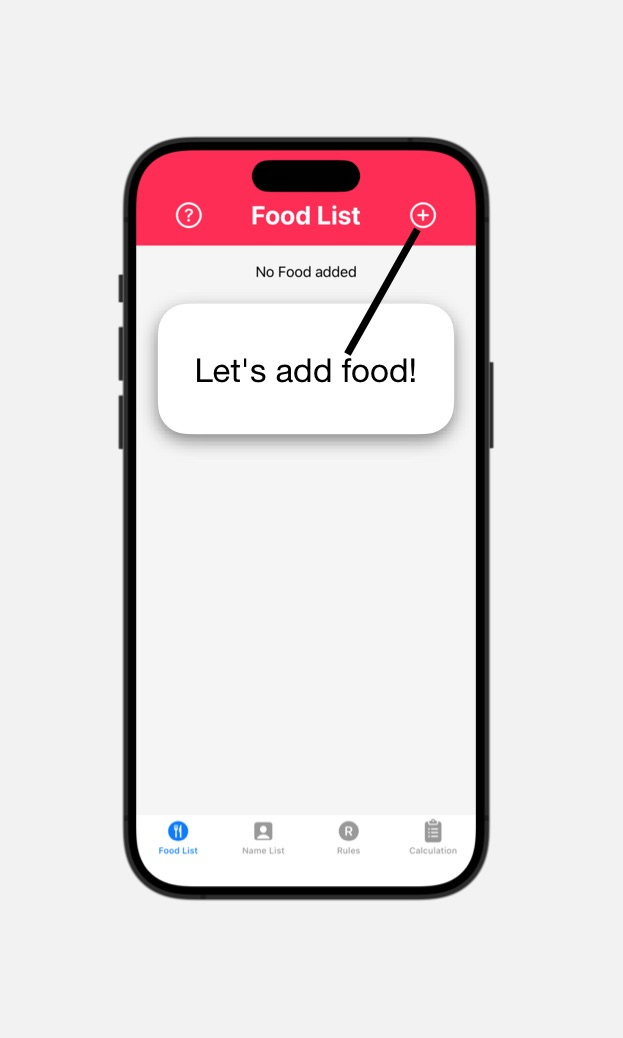 ? Food List +
No Food added
Let's add food!
R
Food List Name List Rules Calculation